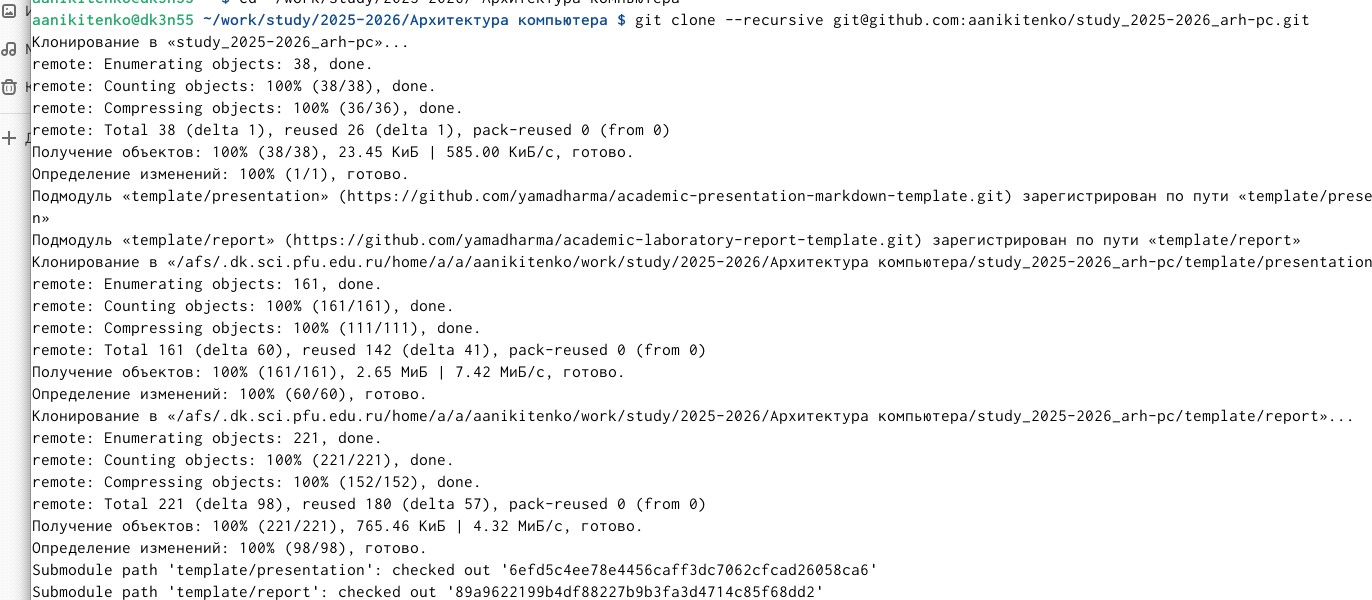 aanikitenko@dk3n55 ~ $ cd ~/work/study/2025-2026/"Архитектура компьютера"
aanikitenko@dk3n55 ~/work/study/2025-2026/Архитектура компьютера $ git clone --recursive git@github.com:aanikitenko/study_2025-2026_arh-pc.git
Клонирование в «study_2025-2026_arh-pc»...
remote: Enumerating objects: 38, done.
remote: Counting objects: 100% (38/38), done.
remote: Compressing objects: 100% (36/36), done.
remote: Total 38 (delta 1), reused 26 (delta 1), pack-reused 0 (from 0)
Получение объектов: 100% (38/38), 23.45 КиБ | 585.00 КиБ/с, готово.
Определение изменений: 100% (1/1), готово.
Подмодуль «template/presentation» (https://github.com/yamadharma/academic-presentation-markdown-template.git) зарегистрирован по пути «template/prese
n»
Подмодуль «template/report» (https://github.com/yamadharma/academic-laboratory-report-template.git) зарегистрирован по пути «template/report»
Клонирование в «/afs/.dk.sci.pfu.edu.ru/home/a/a/aanikitenko/work/study/2025-2026/Архитектура компьютера/study_2025-2026_arh-pc/template/presentation
remote: Enumerating objects: 161, done.
remote: Counting objects: 100% (161/161), done.
remote: Compressing objects: 100% (111/111), done.
remote: Total 161 (delta 60), reused 142 (delta 41), pack-reused 0 (from 0)
Получение объектов: 100% (161/161), 2.65 МиБ | 7.42 МиБ/с, готово.
Определение изменений: 100% (60/60), готово.
Клонирование в «/afs/.dk.sci.pfu.edu.ru/home/a/a/aanikitenko/work/study/2025-2026/Архитектура компьютера/study_2025-2026_arh-pc/template/report»...
remote: Enumerating objects: 221, done.
remote: Counting objects: 100% (221/221), done.
remote: Compressing objects: 100% (152/152), done.
remote: Total 221 (delta 98), reused 180 (delta 57), pack-reused 0 (from 0)
Получение объектов: 100% (221/221), 765.46 КиБ | 4.32 МиБ/с, готово.
Определение изменений: 100% (98/98), готово.
Submodule path 'template/presentation': checked out '6efd5c4ee78e4456caff3dc7062cfcad26058ca6'
Submodule path 'template/report': checked out '89a9622199b4df88227b9b3fa3d4714c85f68dd2'